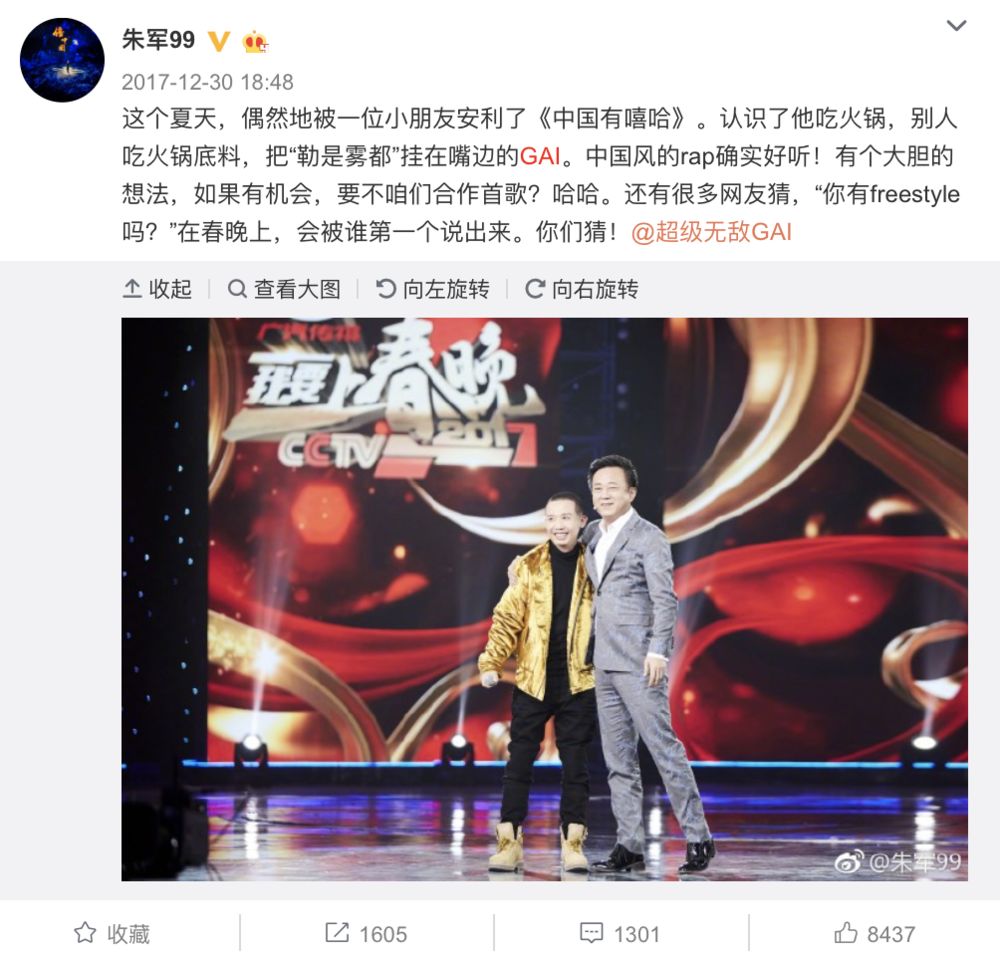 朱军99
2017-12-30 18:48
这个夏天，偶然地被一位小朋友安利了《中国有嘻哈》。认识了他吃火锅，别人
吃火锅底料，把“勒是雾都”挂在嘴边的GAI。中国风的rap确实好听！有个大胆的
想法，如果有机会，要不咱们合作首歌？哈哈。还有很多网友猜，“你有freestyle
吗？”在春晚上，会被谁第一个说出来。你们猜！@超级无敌GAI
收起 查看大图 向左旋转 向右旋转
广汽传祺
我要上春晚
CCTV 2017
@朱军99
收藏 1605 1301 8437